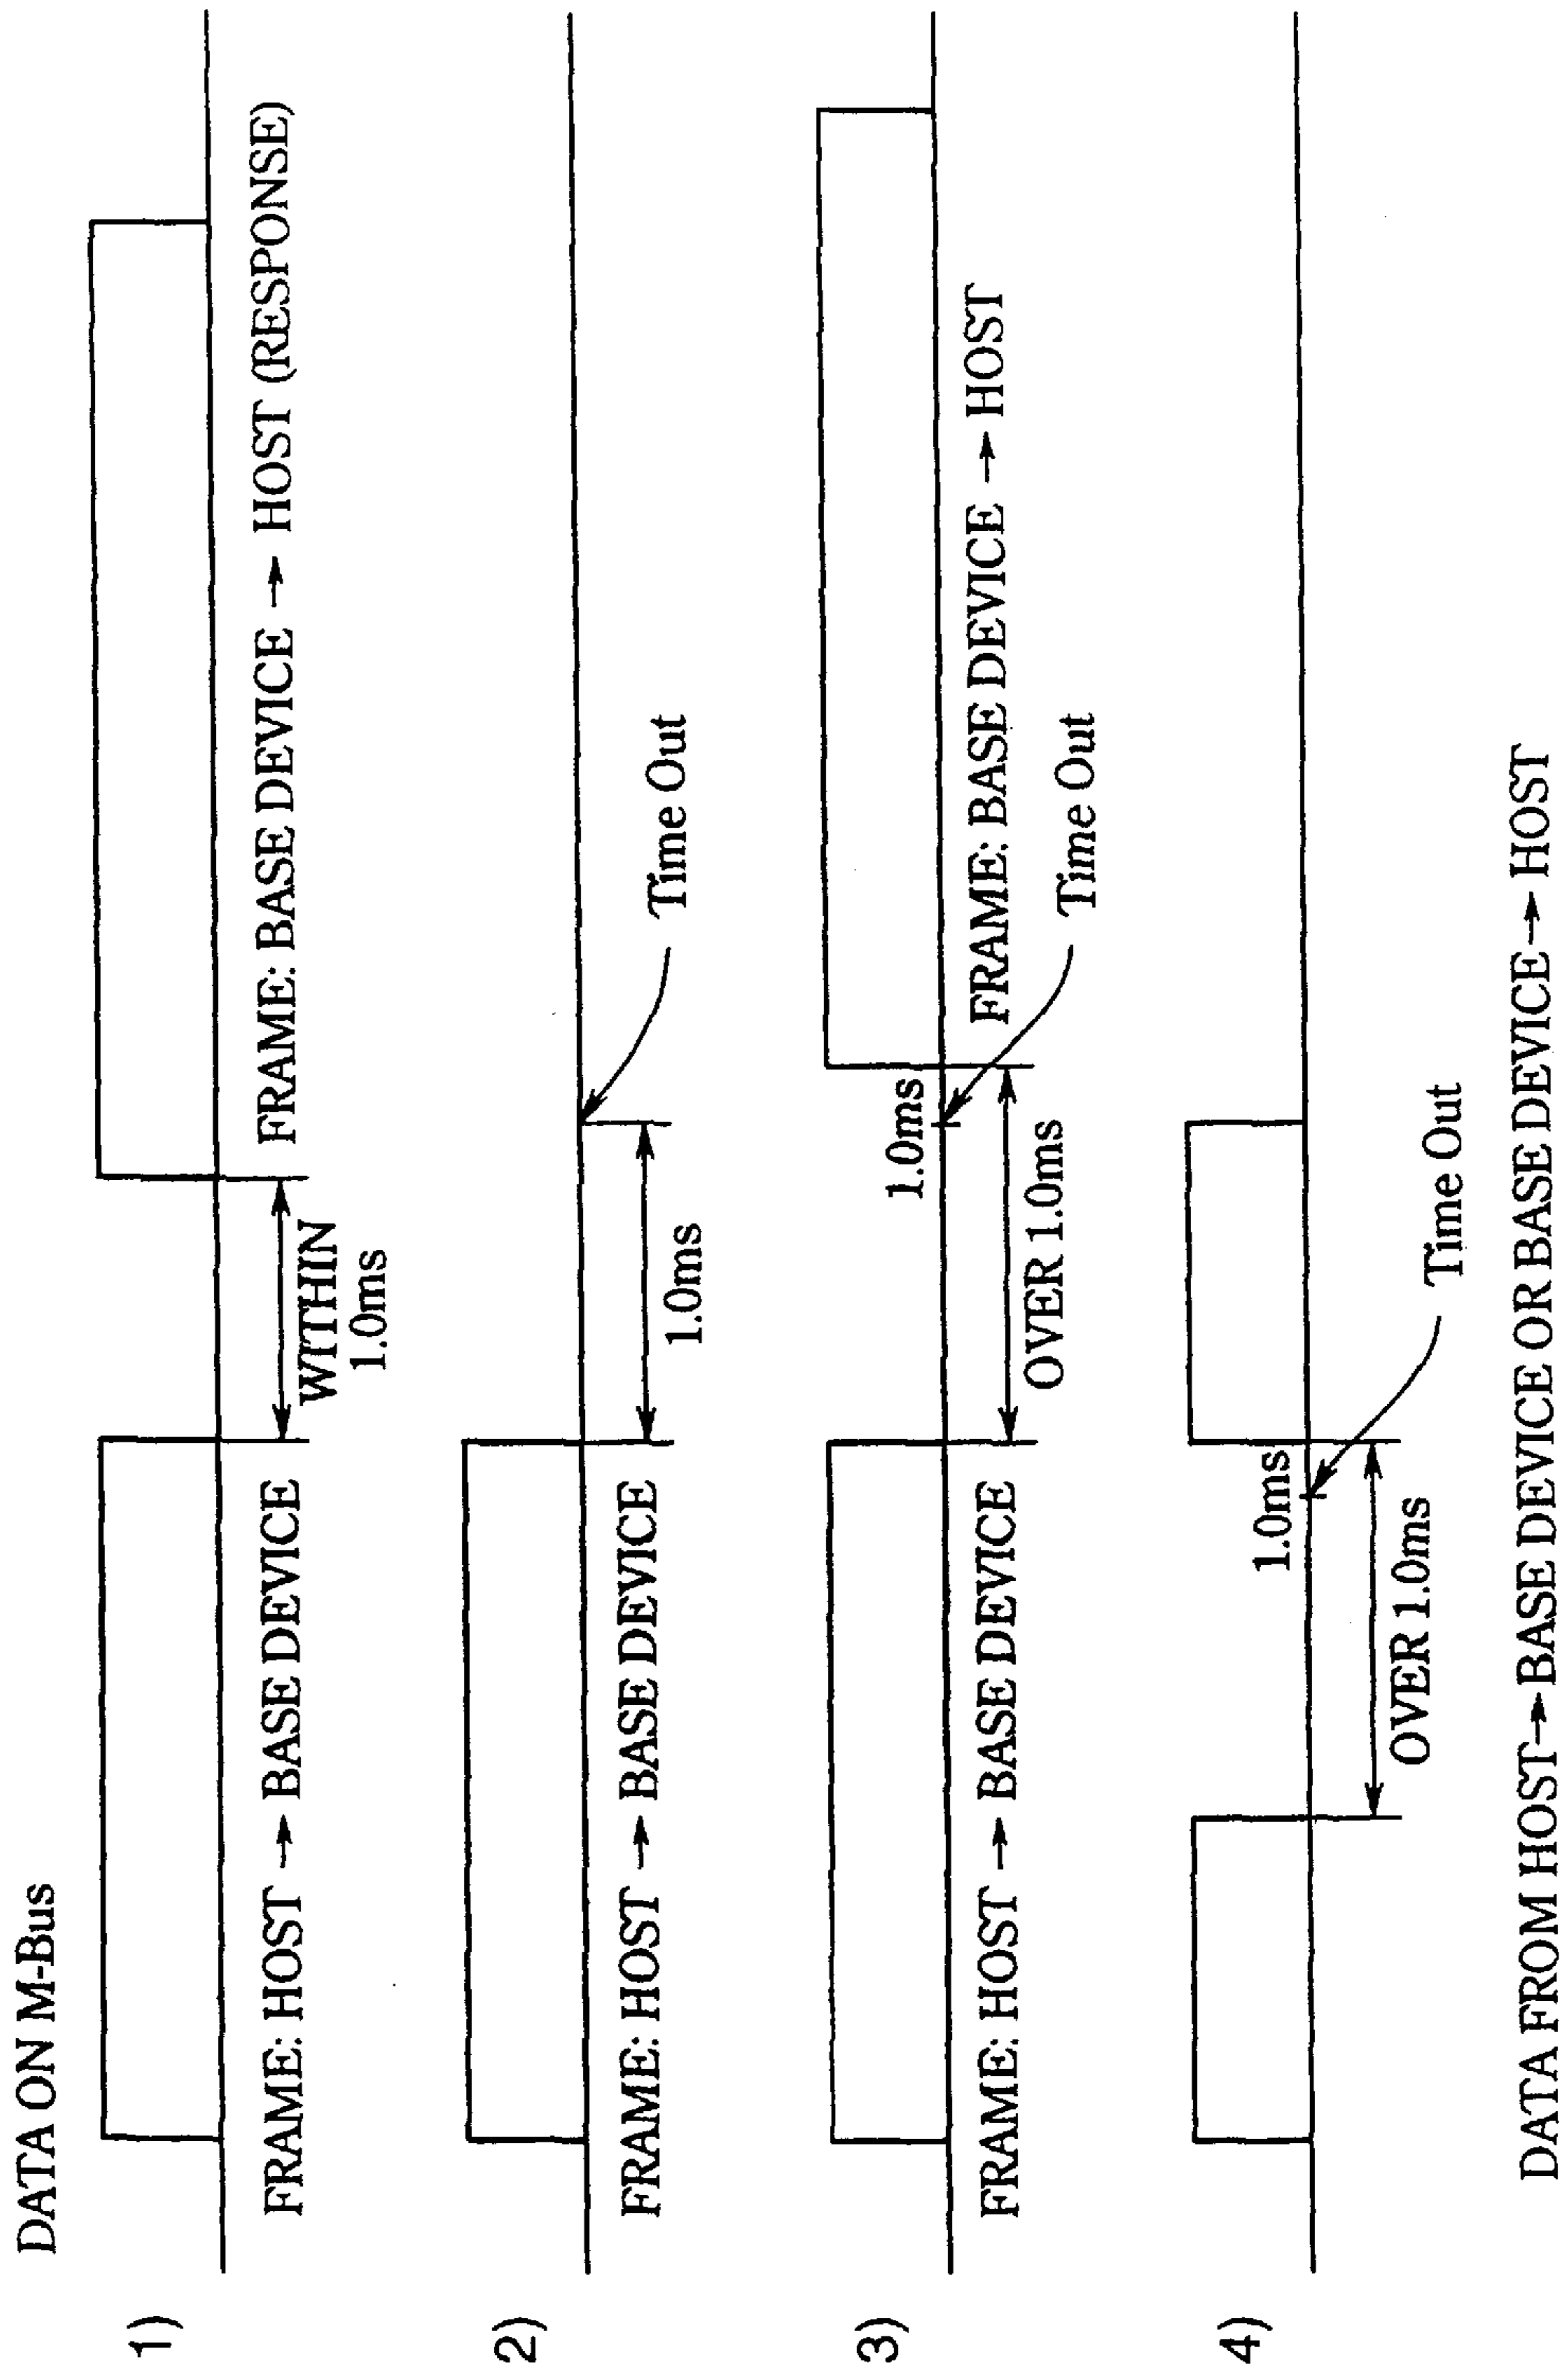 DATA ON M-Bus
1)
FRAME: HOST → BASE DEVICE
WITHIN
1.0ms
FRAME: BASE DEVICE → HOST (RESPONSE)
2)
FRAME: HOST → BASE DEVICE
1.0ms
Time Out
3)
FRAME: HOST → BASE DEVICE
1.0ms
OVER 1.0ms
FRAME: BASE DEVICE → HOST
Time Out
4)
1.0ms
OVER 1.0ms
Time Out
DATA FROM HOST→BASE DEVICE OR BASE DEVICE→HOST